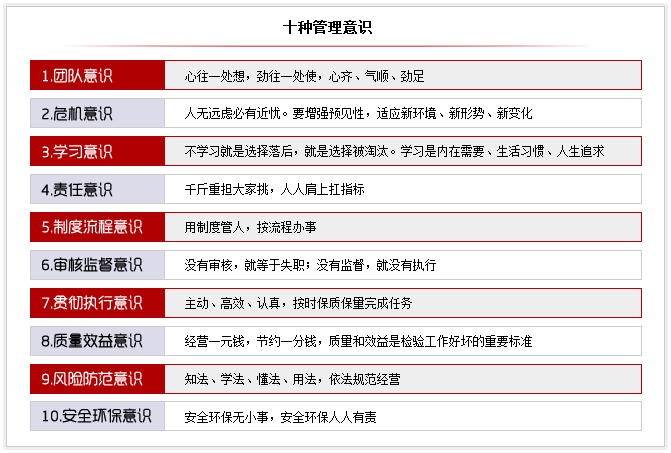 十种管理意识
1.团队意识 心往一处想，劲往一处使，心齐、气顺、劲足
2.危机意识 人无远虑必有近忧。要增强预见性，适应新环境、新形势、新变化
3.学习意识 不学习就是选择落后，就是选择被淘汰。学习是内在需要、生活习惯、人生追求
4.责任意识 千斤重担大家挑，人人肩上扛指标
5.制度流程意识 用制度管人，按流程办事
6.审核监督意识 没有审核，就等于失职；没有监督，就没有执行
7.贯彻执行意识 主动、高效、认真，按时保质保量完成任务
8.质量效益意识 经营一元钱，节约一分钱，质量和效益是检验工作好坏的重要标准
9.风险防范意识 知法、学法、懂法、用法，依法规范经营
10.安全环保意识 安全环保无小事，安全环保人人有责